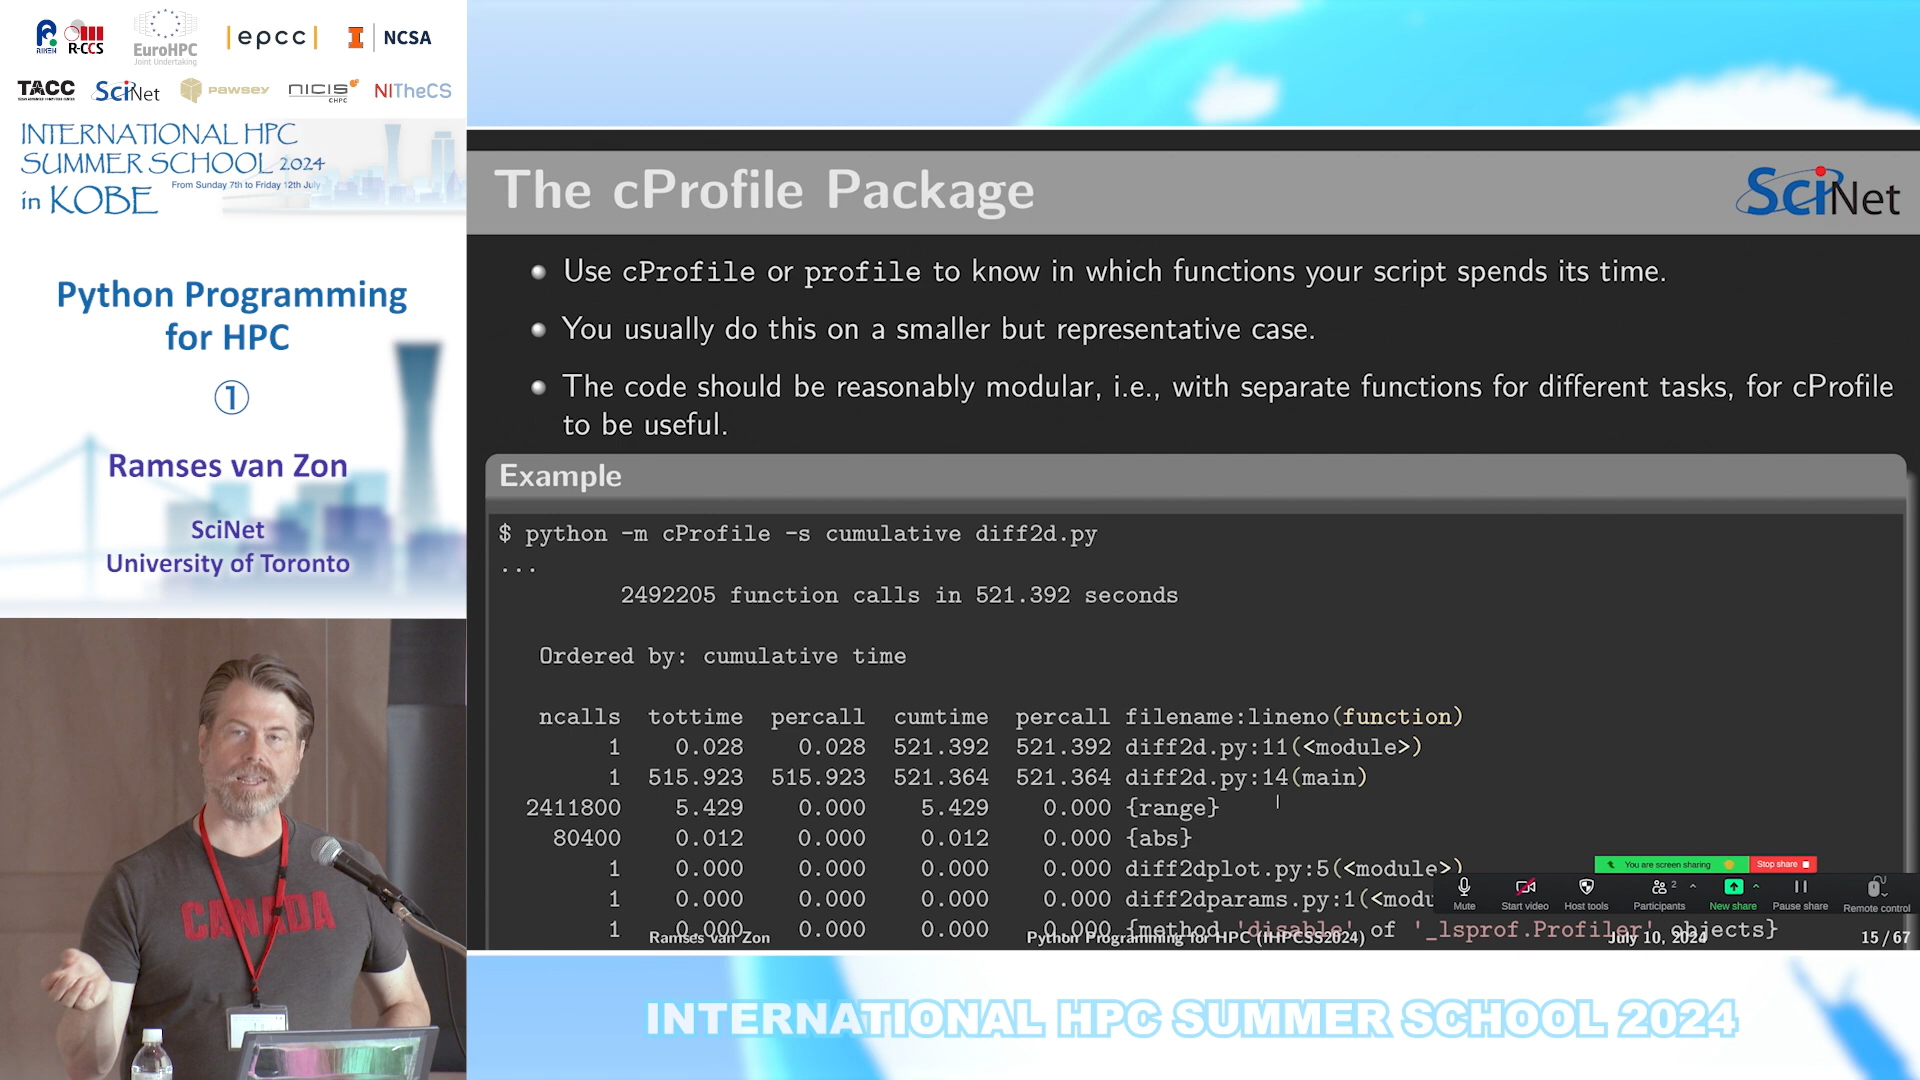 RIKEN
R-CCS
EuroHPC
Joint Undertaking
epcc
NCSA
TACC
SciNet
PAWSEY
NICIS
CHPC
NITheCS
INTERNATIONAL HPC
SUMMER SCHOOL 2024
in KOBE
From Sunday 7th to Friday 12th July
Python Programming
for HPC
①
Ramses van Zon
SciNet
University of Toronto
CANADA
The cProfile Package
SciNet
Use cProfile or profile to know in which functions your script spends its time.
You usually do this on a smaller but representative case.
The code should be reasonably modular, i.e., with separate functions for different tasks, for cProfile
to be useful.
Example
$ python -m cProfile -s cumulative diff2d.py
...
2492205 function calls in 521.392 seconds
Ordered by: cumulative time
ncalls tottime percall cumtime percall filename:lineno(function)
1 0.028 0.028 521.392 521.392 diff2d.py:11(<module>)
1 515.923 515.923 521.364 521.364 diff2d.py:14(main)
2411800 5.429 0.000 5.429 0.000 {range}
80400 0.012 0.000 0.012 0.000 {abs}
1 0.000 0.000 0.000 0.000 diff2dplot.py:5(<module>)
1 0.000 0.000 0.000 0.000 diff2dparams.py:1(<modu
1 0.000 0.000 0.000 0.000 {method 'disable' of '_lsprof.Profiler' objects}
You are screen sharing
Stop share
Mute
Start video
Host tools
Participants
2
New share
Pause share
Remote control
Ramses van Zon
Python Programming for HPC (IHPCSS2024)
July 10, 2024
15 / 67
INTERNATIONAL HPC SUMMER SCHOOL 2024